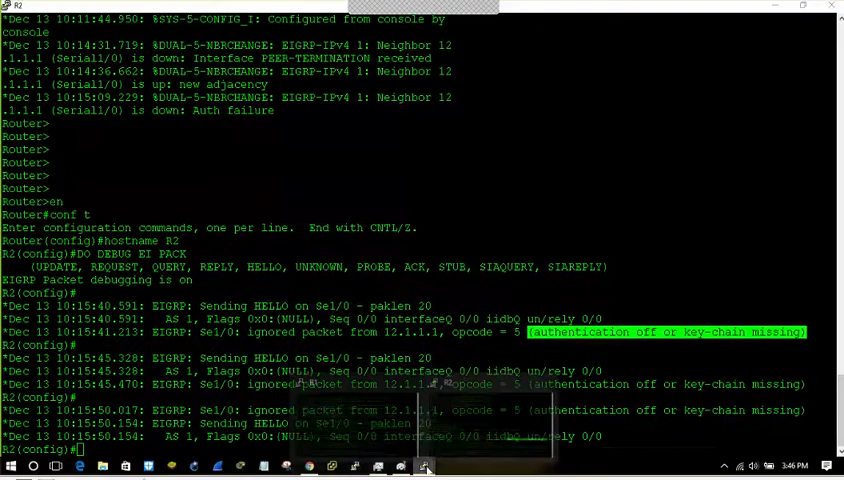 R2
*Dec 13 10:11:44.950: %SYS-5-CONFIG_I: Configured from console by
console
*Dec 13 10:14:31.719: %DUAL-5-NBRCHANGE: EIGRP-IPv4 1: Neighbor 12
.1.1.1 (Serial1/0) is down: Interface PEER-TERMINATION received
*Dec 13 10:14:36.662: %DUAL-5-NBRCHANGE: EIGRP-IPv4 1: Neighbor 12
.1.1.1 (Serial1/0) is up: new adjacency
*Dec 13 10:15:09.229: %DUAL-5-NBRCHANGE: EIGRP-IPv4 1: Neighbor 12
.1.1.1 (Serial1/0) is down: Auth failure
Router>
Router>
Router>
Router>
Router>
Router>
Router>en
Router#conf t
Enter configuration commands, one per line.  End with CNTL/Z.
Router(config)#hostname R2
R2(config)#DO DEBUG EI PACK
(UPDATE, REQUEST, QUERY, REPLY, HELLO, UNKNOWN, PROBE, ACK, STUB, SIAQUERY, SIAREPLY)
EIGRP Packet debugging is on
R2(config)#
*Dec 13 10:15:40.591: EIGRP: Sending HELLO on Se1/0 - paklen 20
*Dec 13 10:15:40.591:   AS 1, Flags 0x0:(NULL), Seq 0/0 interfaceQ 0/0 iidbQ un/rely 0/0
*Dec 13 10:15:41.213: EIGRP: Se1/0: ignored packet from 12.1.1.1, opcode = 5 (authentication off or key-chain missing)
R2(config)#
*Dec 13 10:15:45.328: EIGRP: Sending HELLO on Se1/0 - paklen 20
*Dec 13 10:15:45.328:   AS 1, Flags 0x0:(NULL), Seq 0/0 interfaceQ 0/0 iidbQ un/rely 0/0
*Dec 13 10:15:45.470: EIGRP: Se1/0: ignored packet from 12.1.1.1, opcode = 5 (authentication off or key-chain missing)
R2(config)#
*Dec 13 10:15:50.017: EIGRP: Se1/0: ignored packet from 12.1.1.1, opcode = 5 (authentication off or key-chain missing)
*Dec 13 10:15:50.154: EIGRP: Sending HELLO on Se1/0 - paklen 20
*Dec 13 10:15:50.154:   AS 1, Flags 0x0:(NULL), Seq 0/0 interfaceQ 0/0 iidbQ un/rely 0/0
R2(config)#
R1
R2
3:46 PM